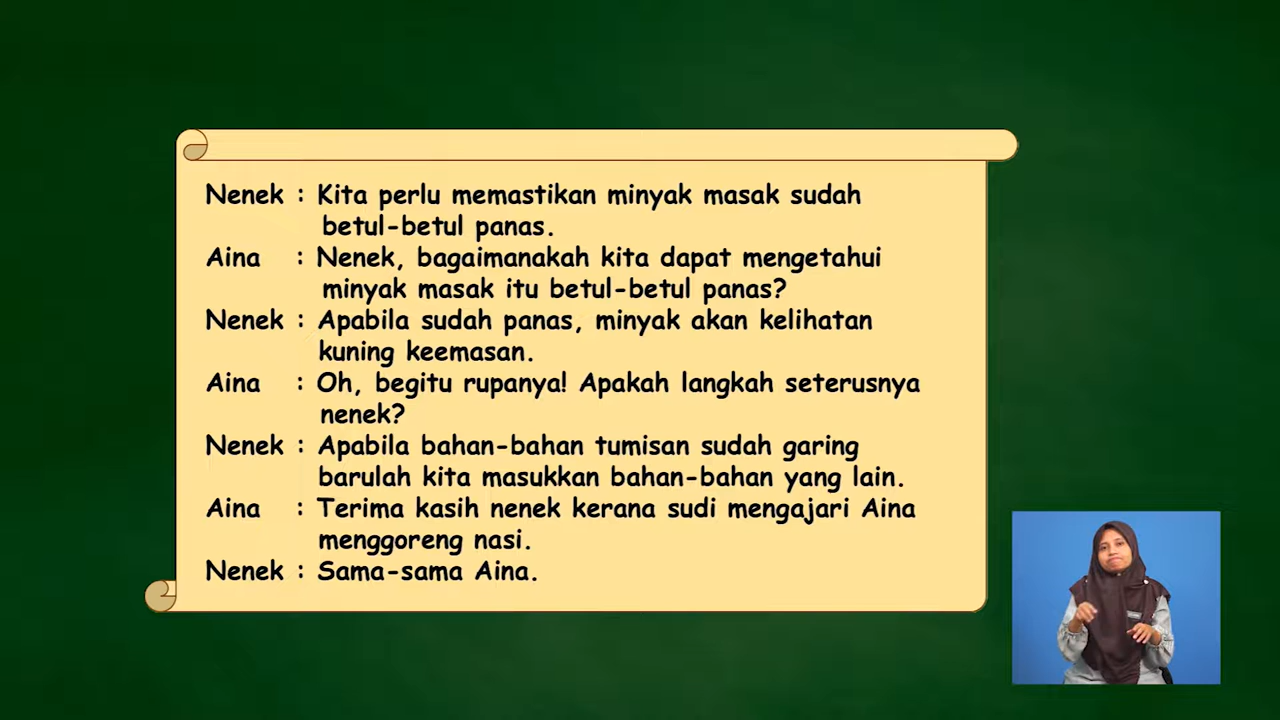 Nenek : Kita perlu memastikan minyak masak sudah
betul-betul panas.
Aina : Nenek, bagaimanakah kita dapat mengetahui
minyak masak itu betul-betul panas?
Nenek : Apabila sudah panas, minyak akan kelihatan
kuning keemasan.
Aina : Oh, begitu rupanya! Apakah langkah seterusnya
nenek?
Nenek : Apabila bahan-bahan tumisan sudah garing
barulah kita masukkan bahan-bahan yang lain.
Aina : Terima kasih nenek kerana sudi mengajari Aina
menggoreng nasi.
Nenek : Sama-sama Aina.